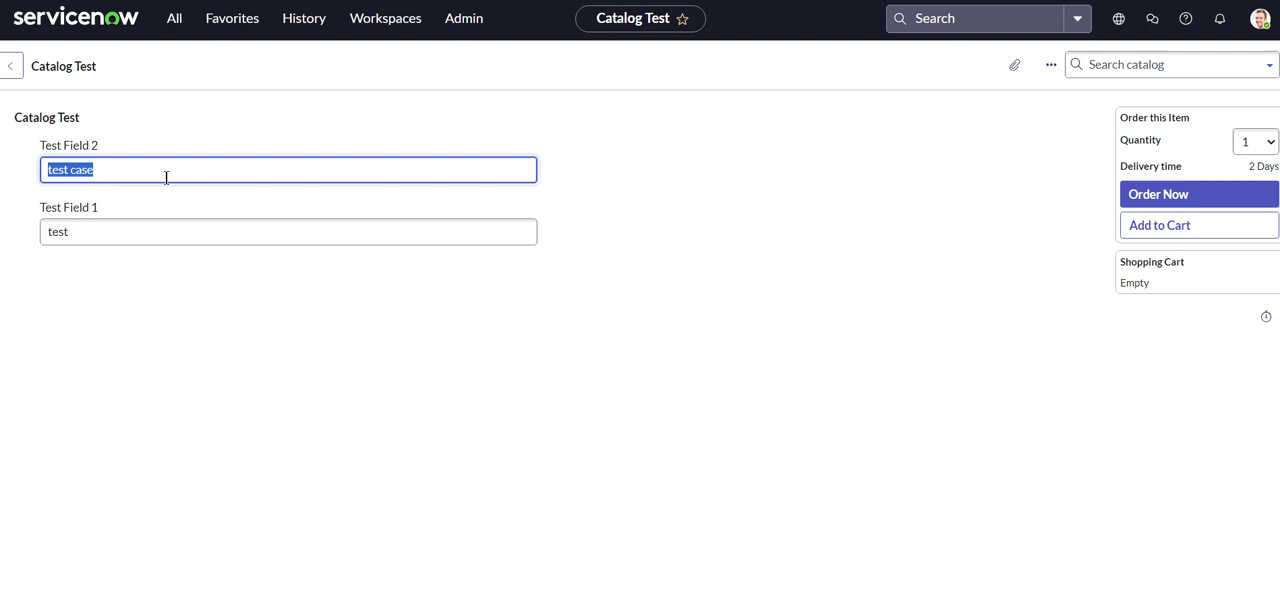 servicenow All Favorites History Workspaces Admin Catalog Test Search
Catalog Test Search catalog
Catalog Test
Test Field 2
test case
Test Field 1
test
Order this Item
Quantity 1
Delivery time 2 Days
Order Now
Add to Cart
Shopping Cart
Empty